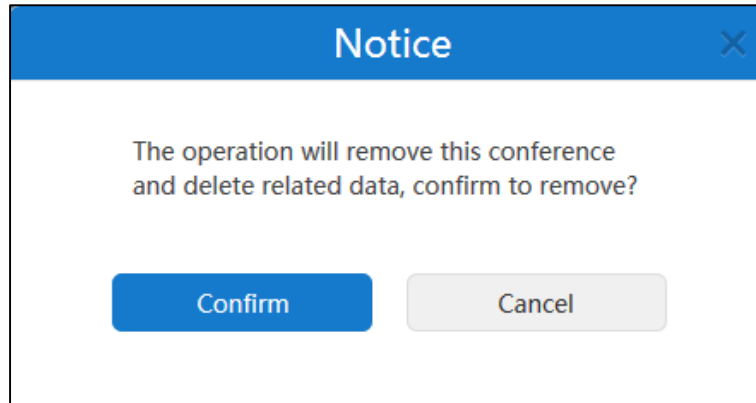 Notice
The operation will remove this conference
and delete related data, confirm to remove?
Confirm
Cancel